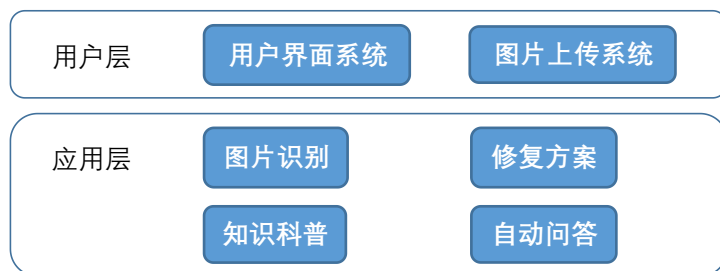 用户层 用户界面系统 图片上传系统
应用层 图片识别 修复方案
知识科普 自动问答